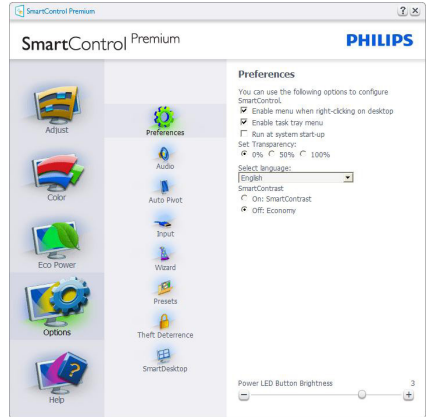 SmartControl Premium
SmartControl Premium
PHILIPS
Adjust
Color
Eco Power
Options
Help
Preferences
Audio
Auto Pivot
Input
Wizard
Presets
Theft Deterrence
SmartDesktop
Preferences
You can use the following options to configure
SmartControl.
Enable menu when right-clicking on desktop
Enable task tray menu
Run at system start-up
Set Transparency:
0% 50% 100%
Select language:
English
SmartContrast
On: SmartContrast
Off: Economy
Power LED Button Brightness 3